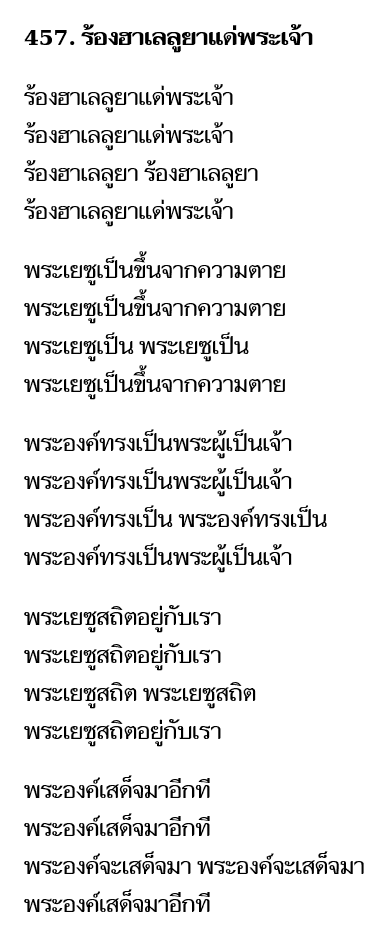 457. ร้องฮาเลลูยาแด่พระเจ้า
ร้องฮาเลลูยาแด่พระเจ้า
ร้องฮาเลลูยาแด่พระเจ้า
ร้องฮาเลลูยา ร้องฮาเลลูยา
ร้องฮาเลลูยาแด่พระเจ้า
พระเยซูเป็นขึ้นจากความตาย
พระเยซูเป็นขึ้นจากความตาย
พระเยซูเป็น พระเยซูเป็น
พระเยซูเป็นขึ้นจากความตาย
พระองค์ทรงเป็นพระผู้เป็นเจ้า
พระองค์ทรงเป็นพระผู้เป็นเจ้า
พระองค์ทรงเป็น พระองค์ทรงเป็น
พระองค์ทรงเป็นพระผู้เป็นเจ้า
พระเยซูสถิตอยู่กับเรา
พระเยซูสถิตอยู่กับเรา
พระเยซูสถิต พระเยซูสถิต
พระเยซูสถิตอยู่กับเรา
พระองค์เสด็จมาอีกที
พระองค์เสด็จมาอีกที
พระองค์จะเสด็จมา พระองค์จะเสด็จมา
พระองค์เสด็จมาอีกที